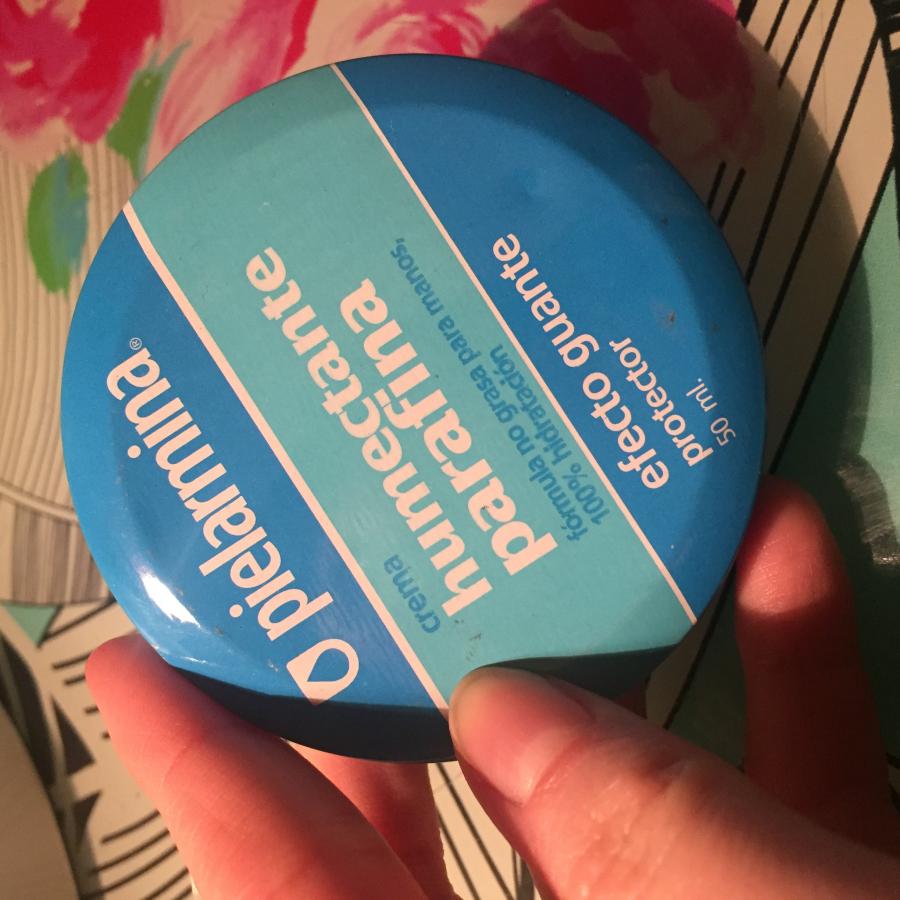 pielarmina®
crema
humectante
parafina
fórmula no grasa para manos,
100% hidratación
efecto guante
protector
50 ml.